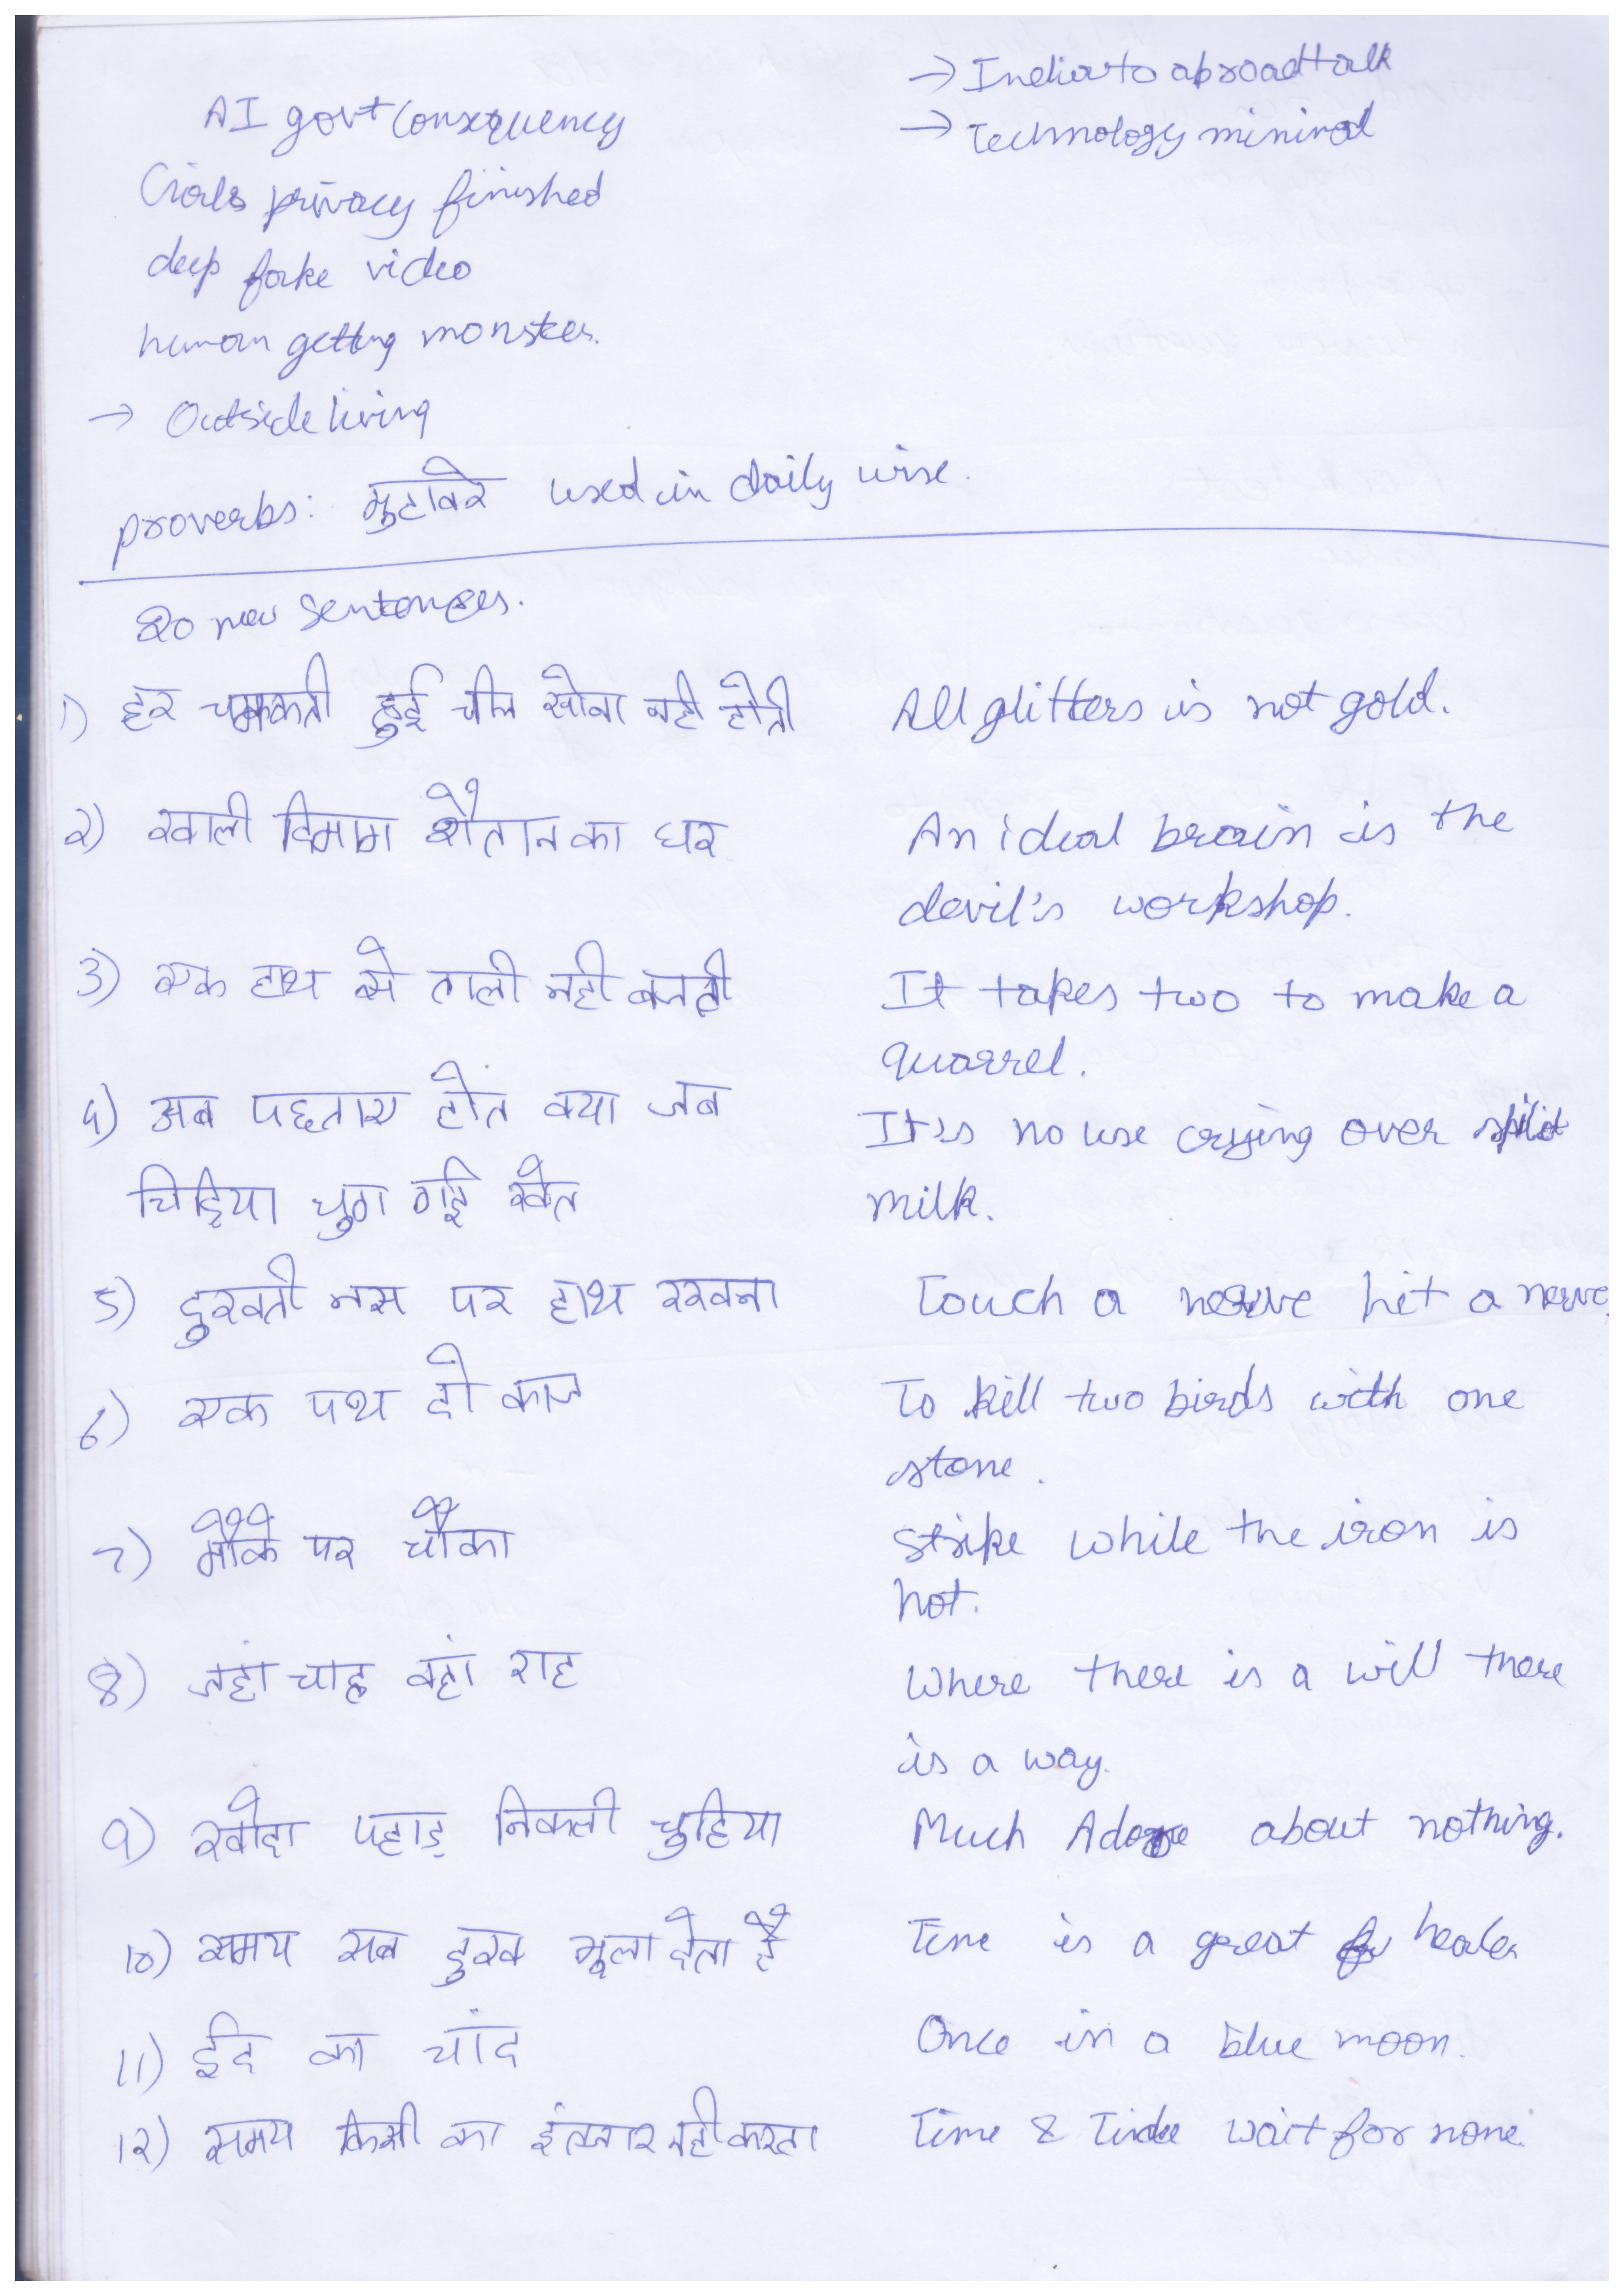 → India to abroad talk
AI govt consequency
→ Technology minimal
Girls privacy finished
deep fake video
human getting monster.
→ Outside living
proverbs: मुहावरे used in daily wise.
20 new sentences.
1) हर चमकती हुई चीज सोना नही होती All glitters is not gold.
2) खाली दिमाग शैतान का घर An ideal brain is the
devil's workshop.
3) एक हाथ से ताली नही बजती It takes two to make a
quarrel.
4) अब पछताए होत क्या जब It's no use crying over spilit
चिड़िया चुग गई खेत milk.
5) दुखती नस पर हाथ रखना Touch a nerve hit a nerve.
6) एक पथ दो काज To kill two birds with one
stone.
7) मौके पर चौका Strike while the iron is
hot.
8) जहां चाह वहां राह Where there is a will there
is a way.
9) खोदा पहाड़ निकली चुहिया Much Adoe about nothing.
10) समय सब दुख भूला देता है Time is a great healer
11) ईद का चांद Once in a blue moon.
12) समय किसी का इंतजार नही करता Time & Tide wait for none.